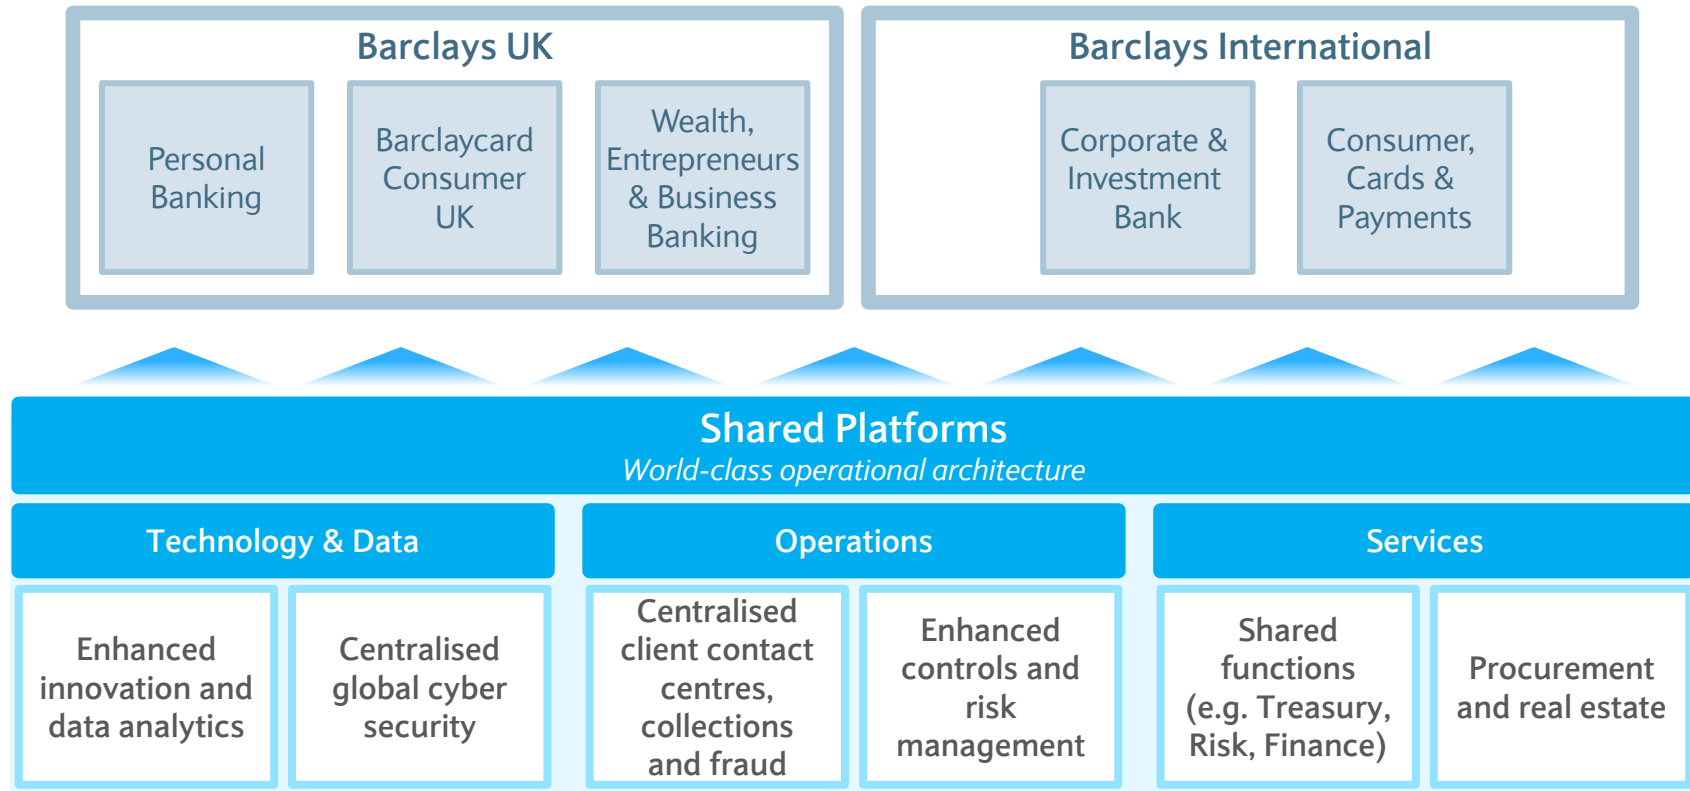 Barclays UK
Personal
Banking
Barclaycard
Consumer
UK
Wealth,
Entrepreneurs
& Business
Banking
Barclays International
Corporate &
Investment
Bank
Consumer,
Cards &
Payments
Shared Platforms
World-class operational architecture
Technology & Data
Enhanced
innovation and
data analytics
Centralised
global cyber
security
Operations
Centralised
client contact
centres,
collections
and fraud
Enhanced
controls and
risk
management
Services
Shared
functions
(e.g. Treasury,
Risk, Finance)
Procurement
and real estate